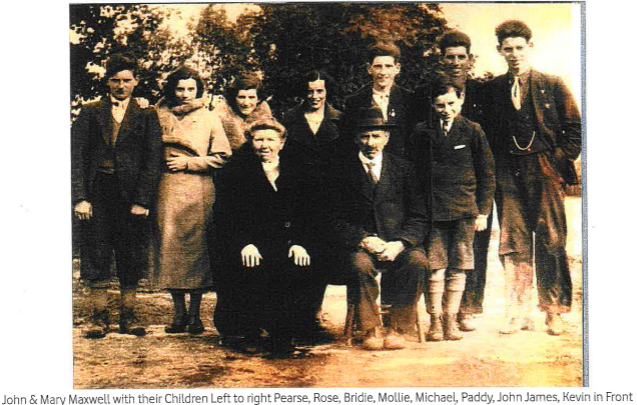 John & Mary Maxwell with their Children Left to right Pearse, Rose, Bridie, Mollie, Michael, Paddy, John James, Kevin in Front